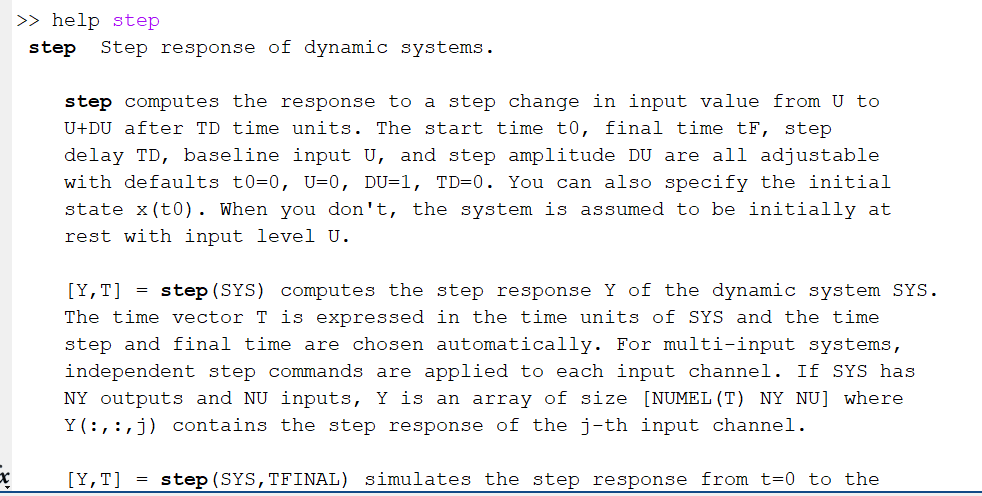 >> help step
step Step response of dynamic systems.
step computes the response to a step change in input value from U to
U+DU after TD time units. The start time t0, final time tF, step
delay TD, baseline input U, and step amplitude DU are all adjustable
with defaults t0=0, U=0, DU=1, TD=0. You can also specify the initial
state x(t0). When you don't, the system is assumed to be initially at
rest with input level U.
[Y,T] = step(SYS) computes the step response Y of the dynamic system SYS.
The time vector T is expressed in the time units of SYS and the time
step and final time are chosen automatically. For multi-input systems,
independent step commands are applied to each input channel. If SYS has
NY outputs and NU inputs, Y is an array of size [NUMEL(T) NY NU] where
Y(:,:,j) contains the step response of the j-th input channel.
[Y,T] = step(SYS,TFINAL) simulates the step response from t=0 to the